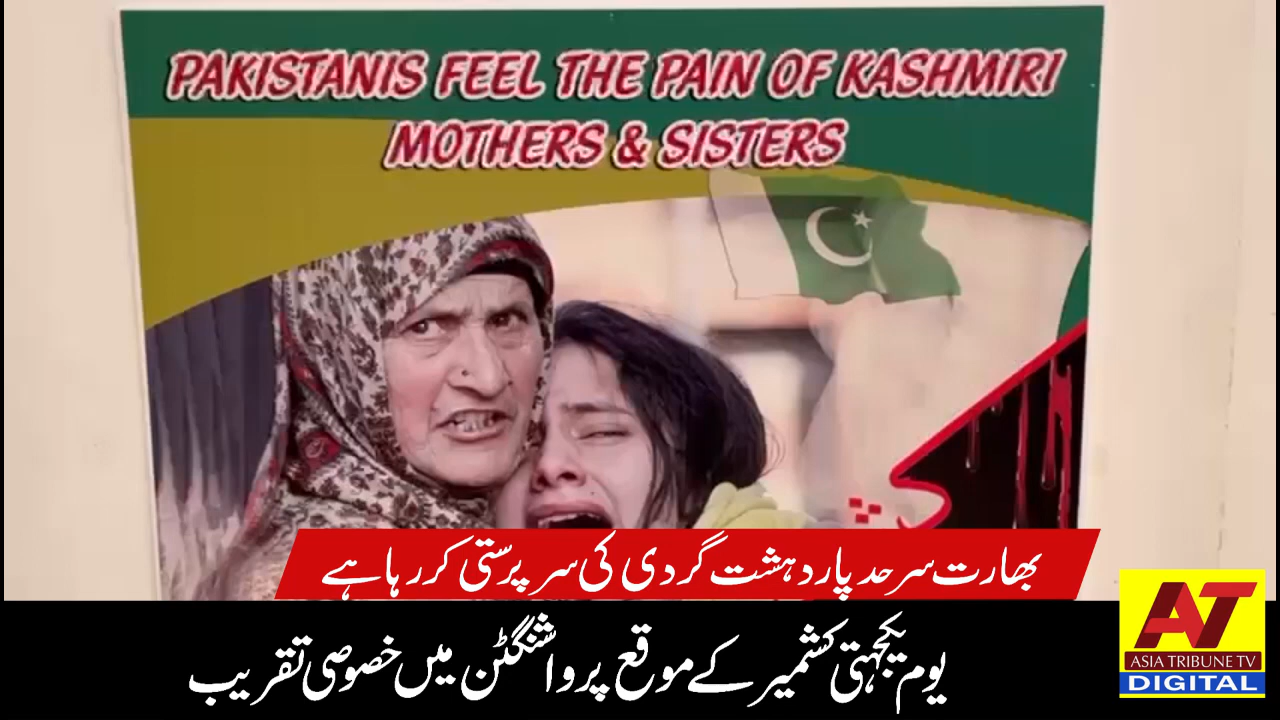 PAKISTANIS FEEL THE PAIN OF KASHMIRI
MOTHERS & SISTERS
بھارت سرحد پار دہشت گردی کی سرپرستی کر رہا ہے
یوم یکجہتی کشمیر کے موقع پر واشنگٹن میں خصوصی تقریب
AT
ASIA TRIBUNE TV
DIGITAL